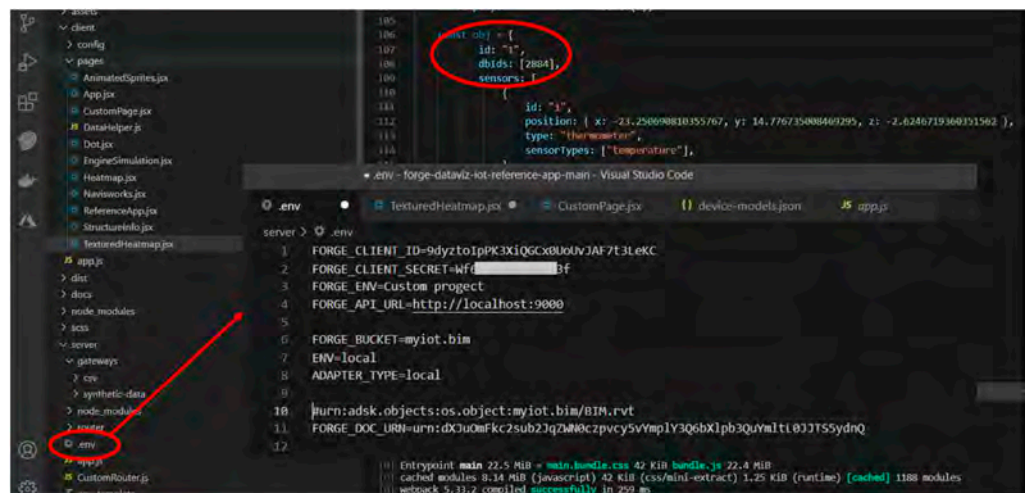 > assets
client
> config
pages
AnimatedSprites.jsx
App.jsx
CustomPage.jsx
JS DataHelper.js
Dot.jsx
EngineSimulation.jsx
Heatmap.jsx
Navisworks.jsx
ReferenceApp.jsx
StructureInfo.jsx
TexturedHeatmap.jsx
JS app.js
> dist
> docs
> node_modules
> scss
server
gateways
> csv
> synthetic-data
> node_modules
> router
.env
JS app.js
JS CustomRouter.js
105
106 const obj = {
107 id: "1",
108 dbIds: [2884],
109 sensors: [
110 {
111 id: "1",
112 position: { x: -23.250690810355767, y: 14.776735008469295, z: -2.6246719360351562 },
113 type: "thermometer",
114 sensorTypes: ["temperature"],
● .env - forge-dataviz-iot-reference-app-main - Visual Studio Code
.env ● TexturedHeatmap.jsx ● CustomPage.jsx {} device-models.json JS app.js
server > .env
1 FORGE_CLIENT_ID=9dyztoIpPK3XiQGCx0UoUvJAF7t3LeKC
2 FORGE_CLIENT_SECRET=Wf6 3f
3 FORGE_ENV=Custom progect
4 FORGE_API_URL=http://localhost:9000
5
6 FORGE_BUCKET=myiot.bim
7 ENV=local
8 ADAPTER_TYPE=local
9
10 #urn:adsk.objects:os.object:myiot.bim/BIM.rvt
11 FORGE_DOC_URN=urn:dXJuOmFkc2sub2JqZWN0czpvcy5vYmplY3Q6bXlpb3QuYmltL0JJTS5ydnQ
12
[0] Entrypoint main 22.5 MiB = main.bundle.css 42 KiB bundle.js 22.4 MiB
[0] cached modules 8.14 MiB (javascript) 42 KiB (css/mini-extract) 1.25 KiB (runtime) [cached] 1188 modules
[0] webpack 5.33.2 compiled successfully in 259 ms